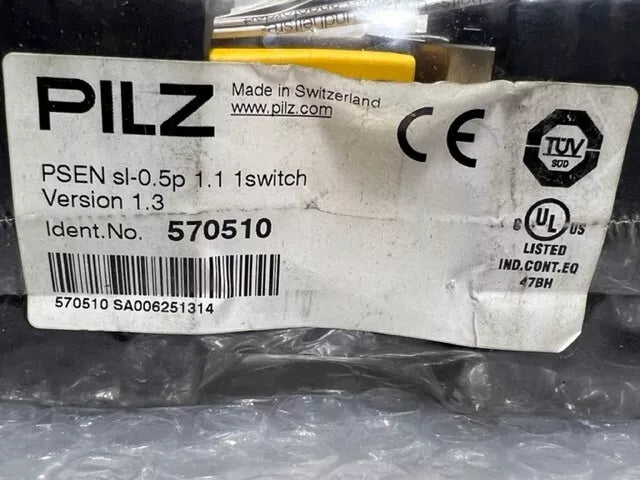 PILZ
Made in Switzerland
www.pilz.com
CE
TÜV
SÜD
PSEN sl-0.5p 1.1 1switch
Version 1.3
Ident.No. 570510
C UL US
LISTED
IND.CONT.EQ
47BH
570510 SA006251314